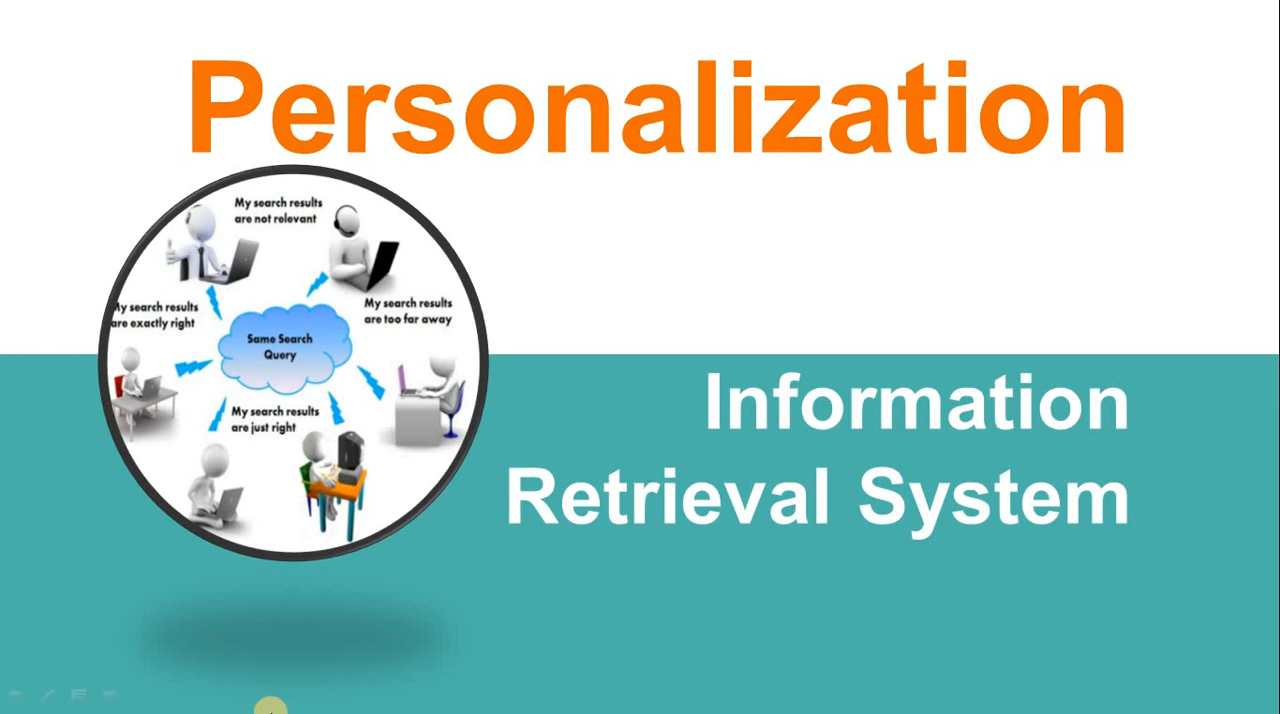 Personalization
My search results
are not relevant
My search results
are exactly right
My search results
are too far away
Same Search
Query
My search results
are just right
Information
Retrieval System